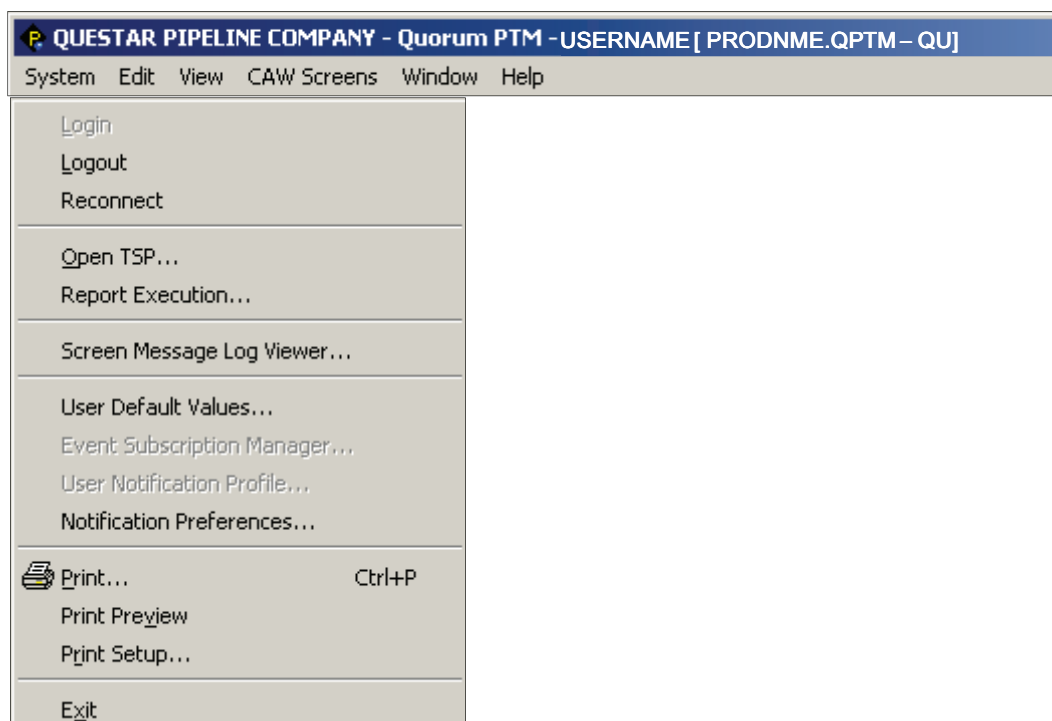 QUESTAR PIPELINE COMPANY - Quorum PTM -USERNAME [ PRODNME.QPTM – QU]
System Edit View CAW Screens Window Help
Login
Logout
Reconnect
Open TSP...
Report Execution...
Screen Message Log Viewer...
User Default Values...
Event Subscription Manager...
User Notification Profile...
Notification Preferences...
Print... Ctrl+P
Print Preview
Print Setup...
Exit